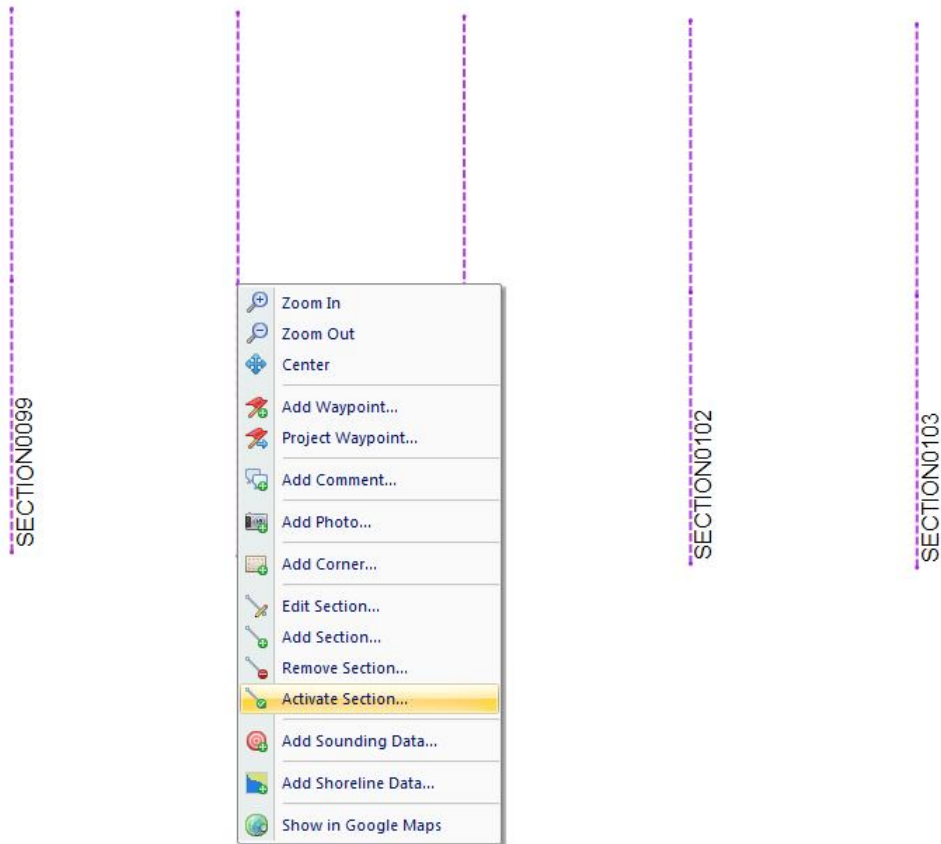 SECTION0099
Zoom In
Zoom Out
Center
Add Waypoint...
Project Waypoint...
Add Comment...
Add Photo...
Add Corner...
Edit Section...
Add Section...
Remove Section...
Activate Section...
Add Sounding Data...
Add Shoreline Data...
Show in Google Maps
SECTION0102
SECTION0103